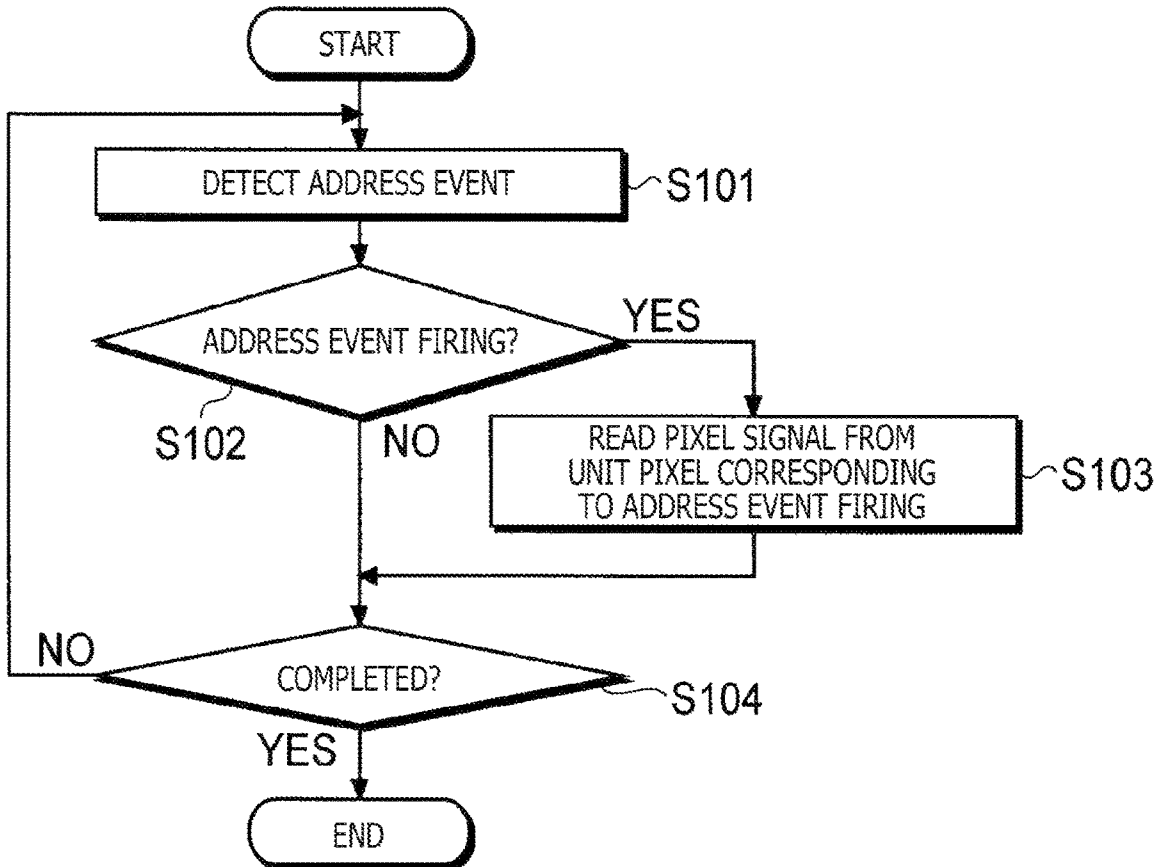 START
DETECT ADDRESS EVENT
S101
ADDRESS EVENT FIRING?
YES
S102
NO
READ PIXEL SIGNAL FROM
UNIT PIXEL CORRESPONDING
TO ADDRESS EVENT FIRING
S103
NO
COMPLETED?
S104
YES
END